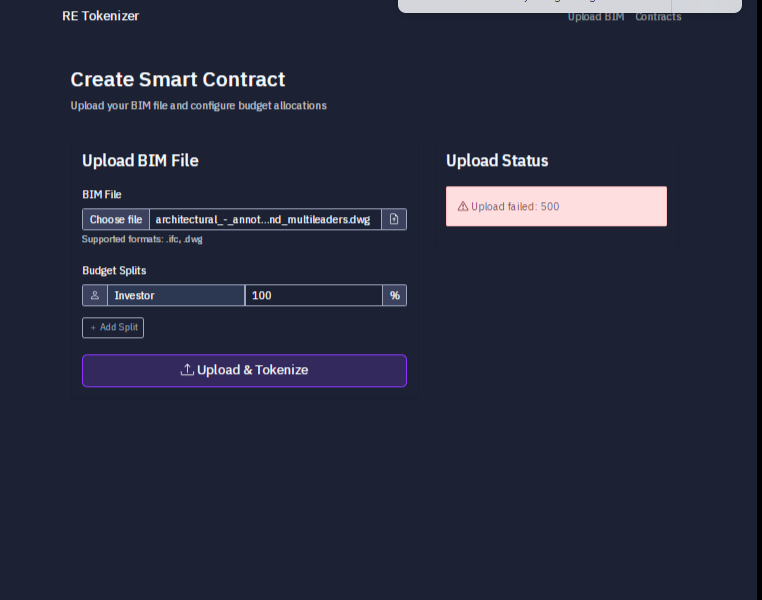 RE Tokenizer
Upload BIM Contracts
Create Smart Contract
Upload your BIM file and configure budget allocations
Upload BIM File
BIM File
Choose file architectural_-_annot...nd_multileaders.dwg
Supported formats: .ifc, .dwg
Budget Splits
Investor 100 %
+ Add Split
Upload & Tokenize
Upload Status
Upload failed: 500